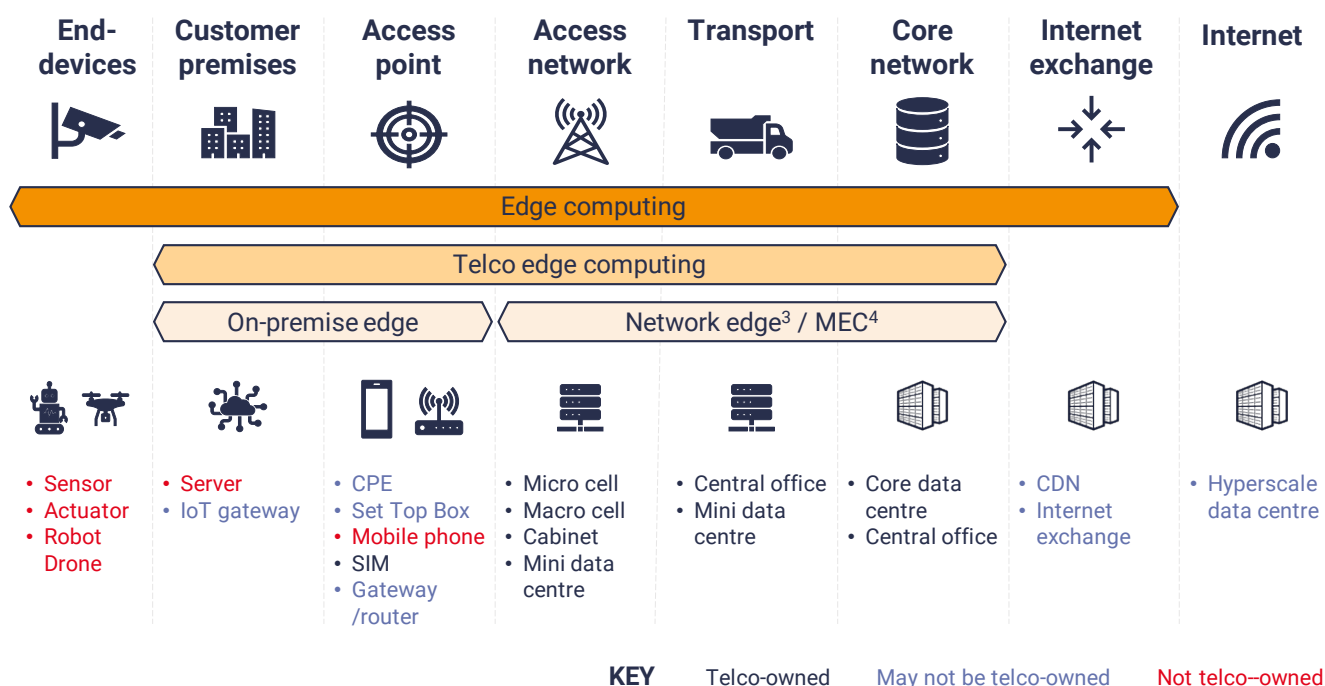 End-
devices
Customer
premises
Access
point
Access
network
Transport
Core
network
Internet
exchange
Internet
Edge computing
Telco edge computing
On-premise edge
Network edge³ / MEC⁴
• Sensor
• Actuator
• Robot
Drone
• Server
• IoT gateway
• CPE
• Set Top Box
• Mobile phone
• SIM
• Gateway
/router
• Micro cell
• Macro cell
• Cabinet
• Mini data
centre
• Central office
• Mini data
centre
• Core data
centre
• Central office
• CDN
• Internet
exchange
• Hyperscale
data centre
KEY Telco-owned May not be telco-owned Not telco--owned